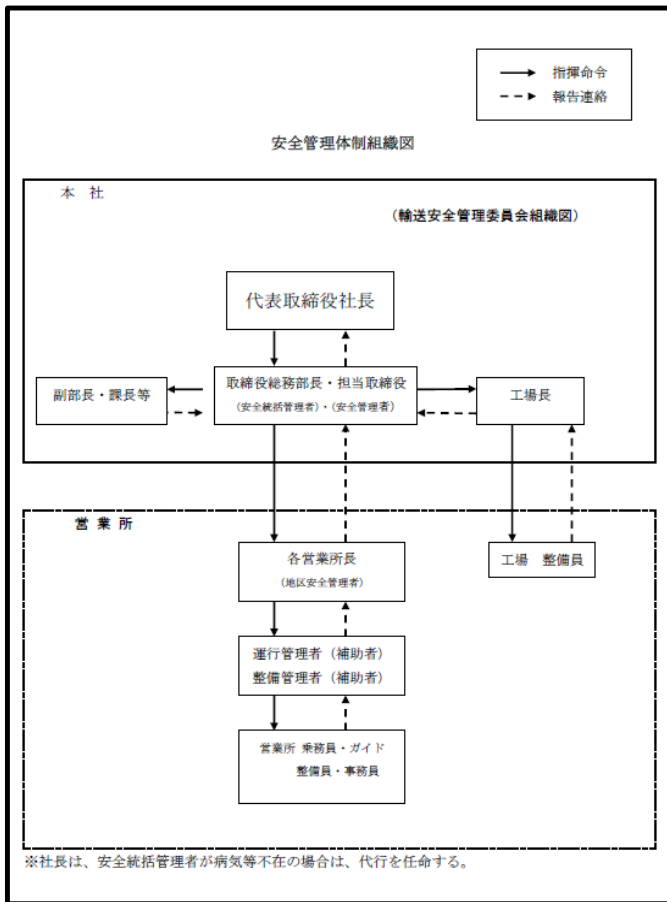 指揮命令
報告連絡
安全管理体制組織図
本 社
（輸送安全管理委員会組織図）
代表取締役社長
副部長・課長等
取締役総務部長・担当取締役
（安全統括管理者）・（安全管理者）
工場長
営 業 所
各営業所長
（地区安全管理者）
工場 整備員
運行管理者（補助者）
整備管理者（補助者）
営業所 乗務員・ガイド
整備員・事務員
※社長は、安全統括管理者が病気等不在の場合は、代行を任命する。